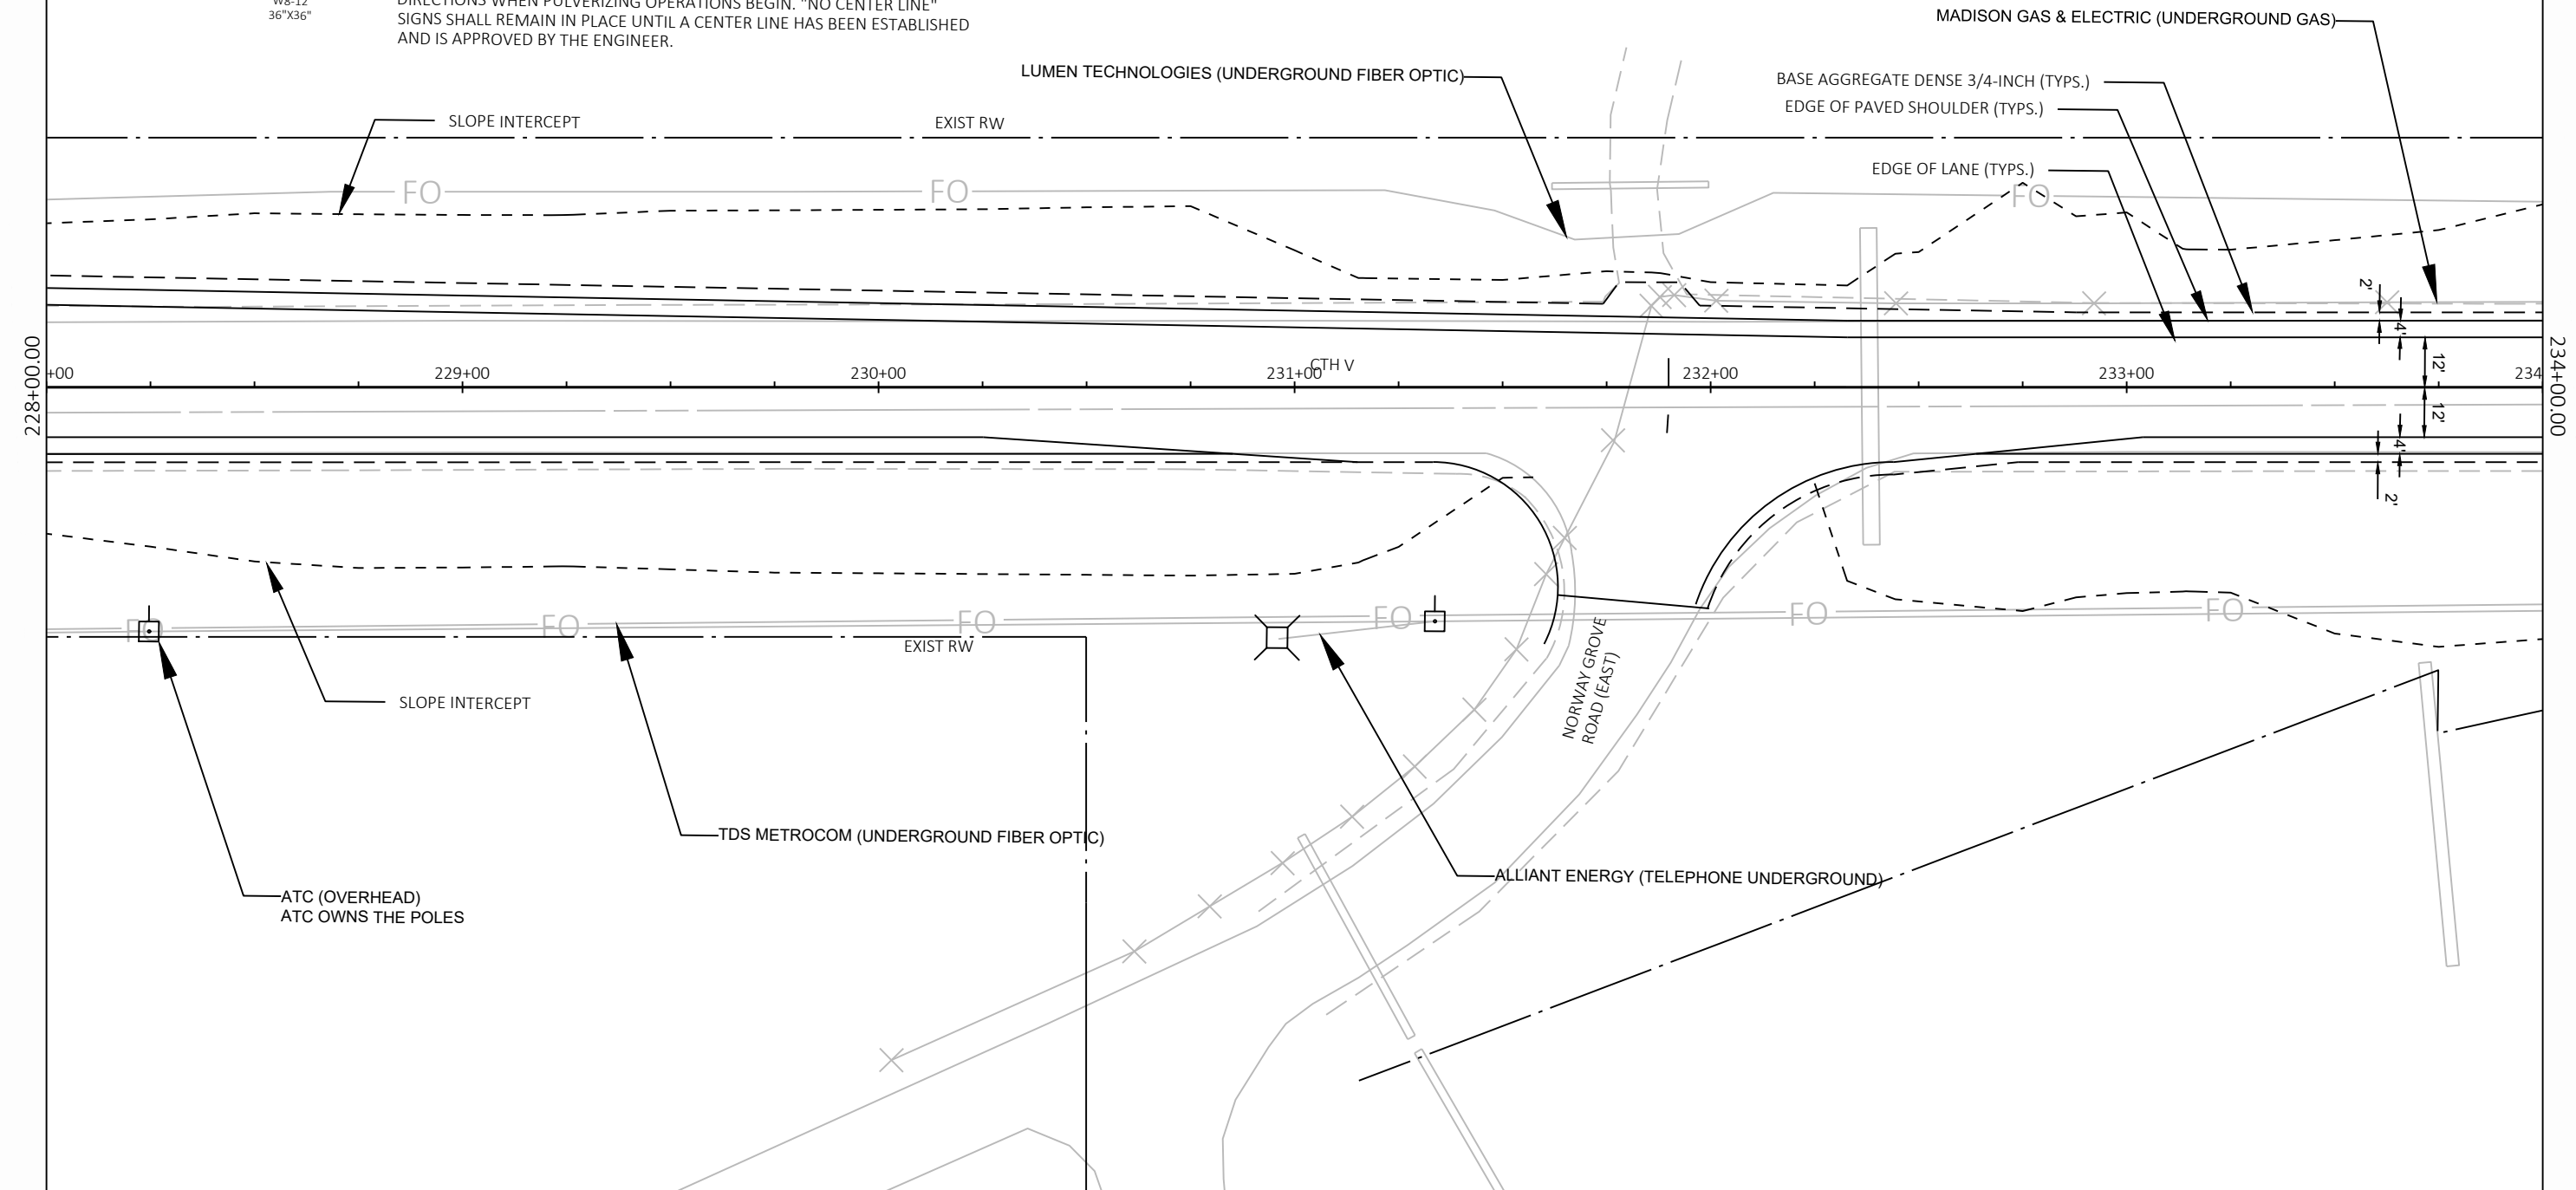 W8-12
36"X36"
DIRECTIONS WHEN PULVERIZING OPERATIONS BEGIN. "NO CENTER LINE"
SIGNS SHALL REMAIN IN PLACE UNTIL A CENTER LINE HAS BEEN ESTABLISHED
AND IS APPROVED BY THE ENGINEER.
MADISON GAS & ELECTRIC (UNDERGROUND GAS)
LUMEN TECHNOLOGIES (UNDERGROUND FIBER OPTIC)
BASE AGGREGATE DENSE 3/4-INCH (TYPS.)
EDGE OF PAVED SHOULDER (TYPS.)
SLOPE INTERCEPT
EXIST RW
EDGE OF LANE (TYPS.)
FO
FO
FO
2'
4'
12'
CTH V
228+00.00
+00
229+00
230+00
231+00
232+00
233+00
234
234+00.00
12'
4'
2'
FO
FO
FO
FO
FO
FO
EXIST RW
NORWAY GROVE
ROAD (EAST)
SLOPE INTERCEPT
TDS METROCOM (UNDERGROUND FIBER OPTIC)
ALLIANT ENERGY (TELEPHONE UNDERGROUND)
ATC (OVERHEAD)
ATC OWNS THE POLES